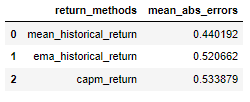 return_methods mean_abs_errors
0 mean_historical_return 0.440192
1 ema_historical_return 0.520662
2 capm_return 0.533879